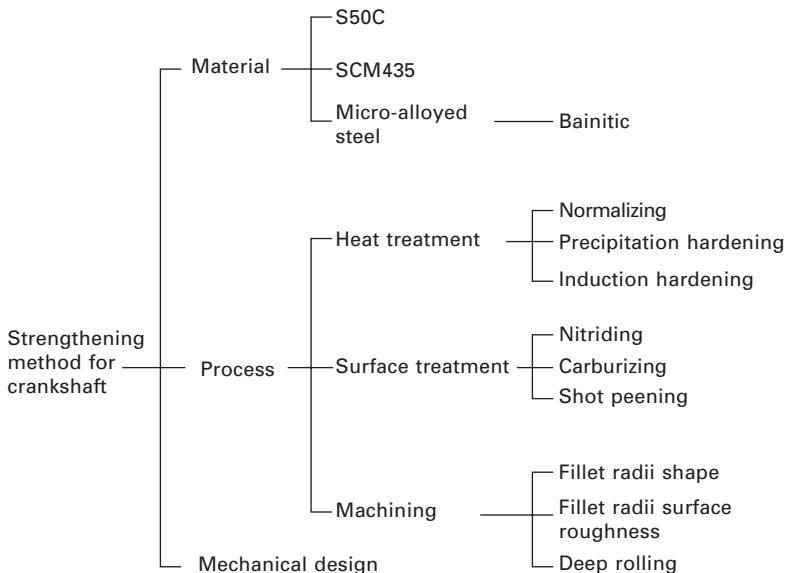 S50C
Material
SCM435
Micro-alloyed
steel
Bainitic
Normalizing
Heat treatment
Precipitation hardening
Induction hardening
Strengthening
method for
crankshaft
Process
Nitriding
Surface treatment
Carburizing
Shot peening
Fillet radii shape
Machining
Fillet radii surface
roughness
Deep rolling
Mechanical design